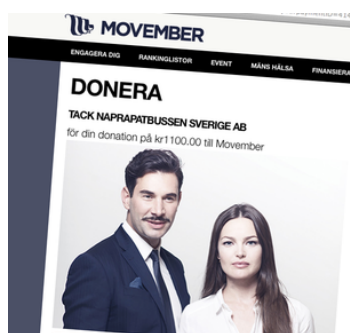 MOVEMBER
ENGAGERA DIG RANKINGLISTOR EVENT MÄNS HÄLSA FINANSIERA
DONERA
TACK NAPRAPATBUSSEN SVERIGE AB
för din donation på kr1100.00 till Movember